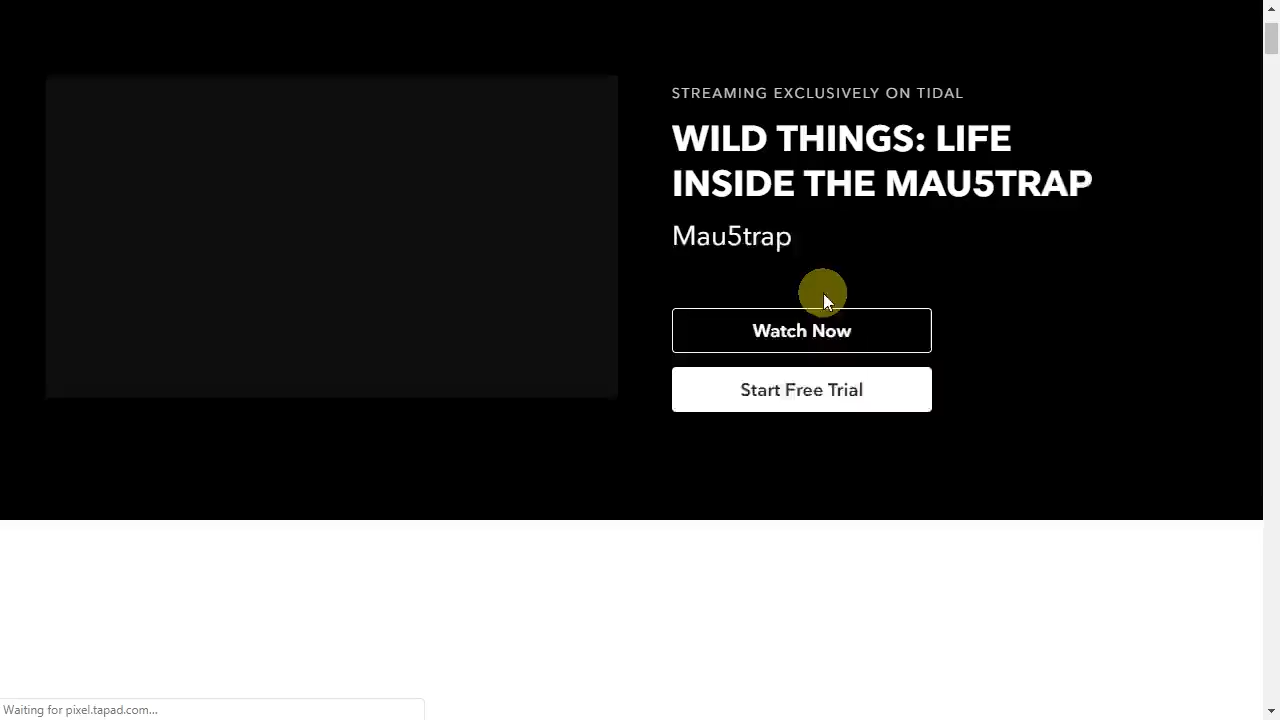 STREAMING EXCLUSIVELY ON TIDAL
WILD THINGS: LIFE
INSIDE THE MAU5TRAP
Mau5trap
Watch Now
Start Free Trial
Waiting for pixel.tapad.com...